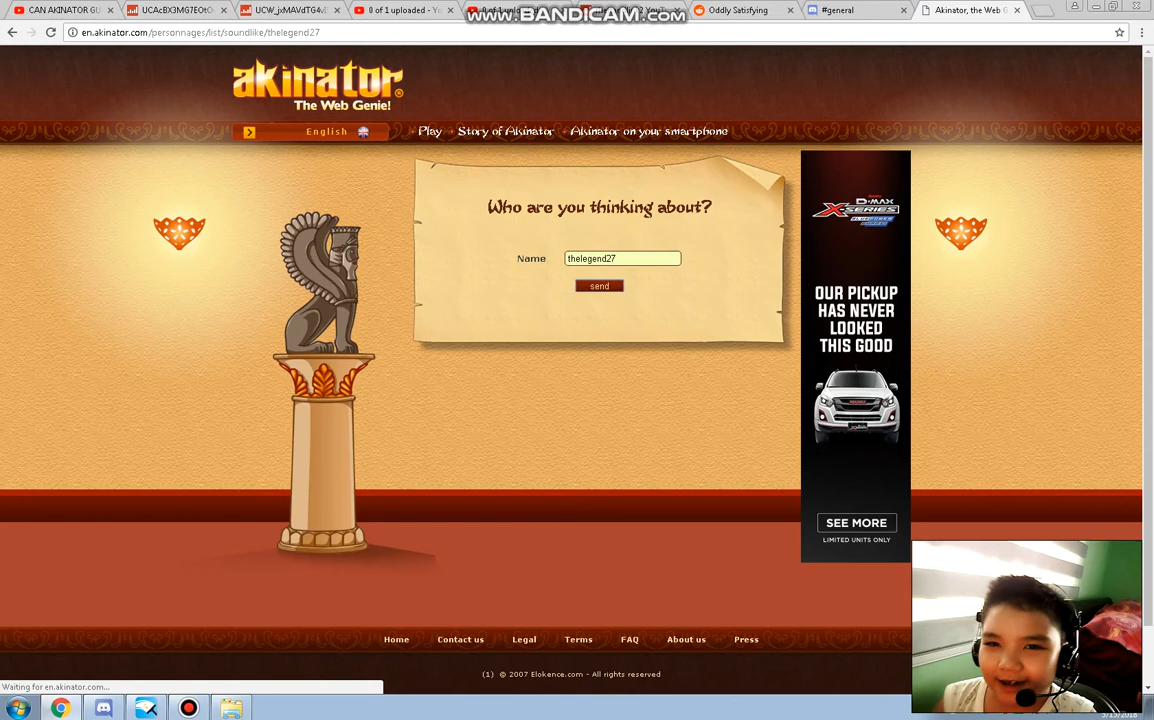 CAN AKINATOR GU
UCAcBX3MG7EOtO
UCW_jxMAVdTG4v
0 of 1 uploaded - Yo
www.BANDICAM.com
Oddly Satisfying
#general
Akinator, the Web G
en.akinator.com/personnages/list/soundlike/thelegend27
akinator®
The Web Genie!
English
Play
Story of Akinator
Akinator on your smartphone
Who are you thinking about?
Name
thelegend27
send
D-MAX
X-SERIES
OUR PICKUP
HAS NEVER
LOOKED
THIS GOOD
SEE MORE
LIMITED UNITS ONLY
Home
Contact us
Legal
Terms
FAQ
About us
Press
(1) © 2007 Elokence.com - All rights reserved
Waiting for en.akinator.com...
5/15/2018